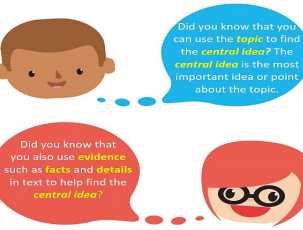 Did you know that you
can use the topic to find
the central idea? The
central idea is the most
important idea or point
about the topic.
Did you know that
you also use evidence
such as facts and details
in text to help find the
central idea?